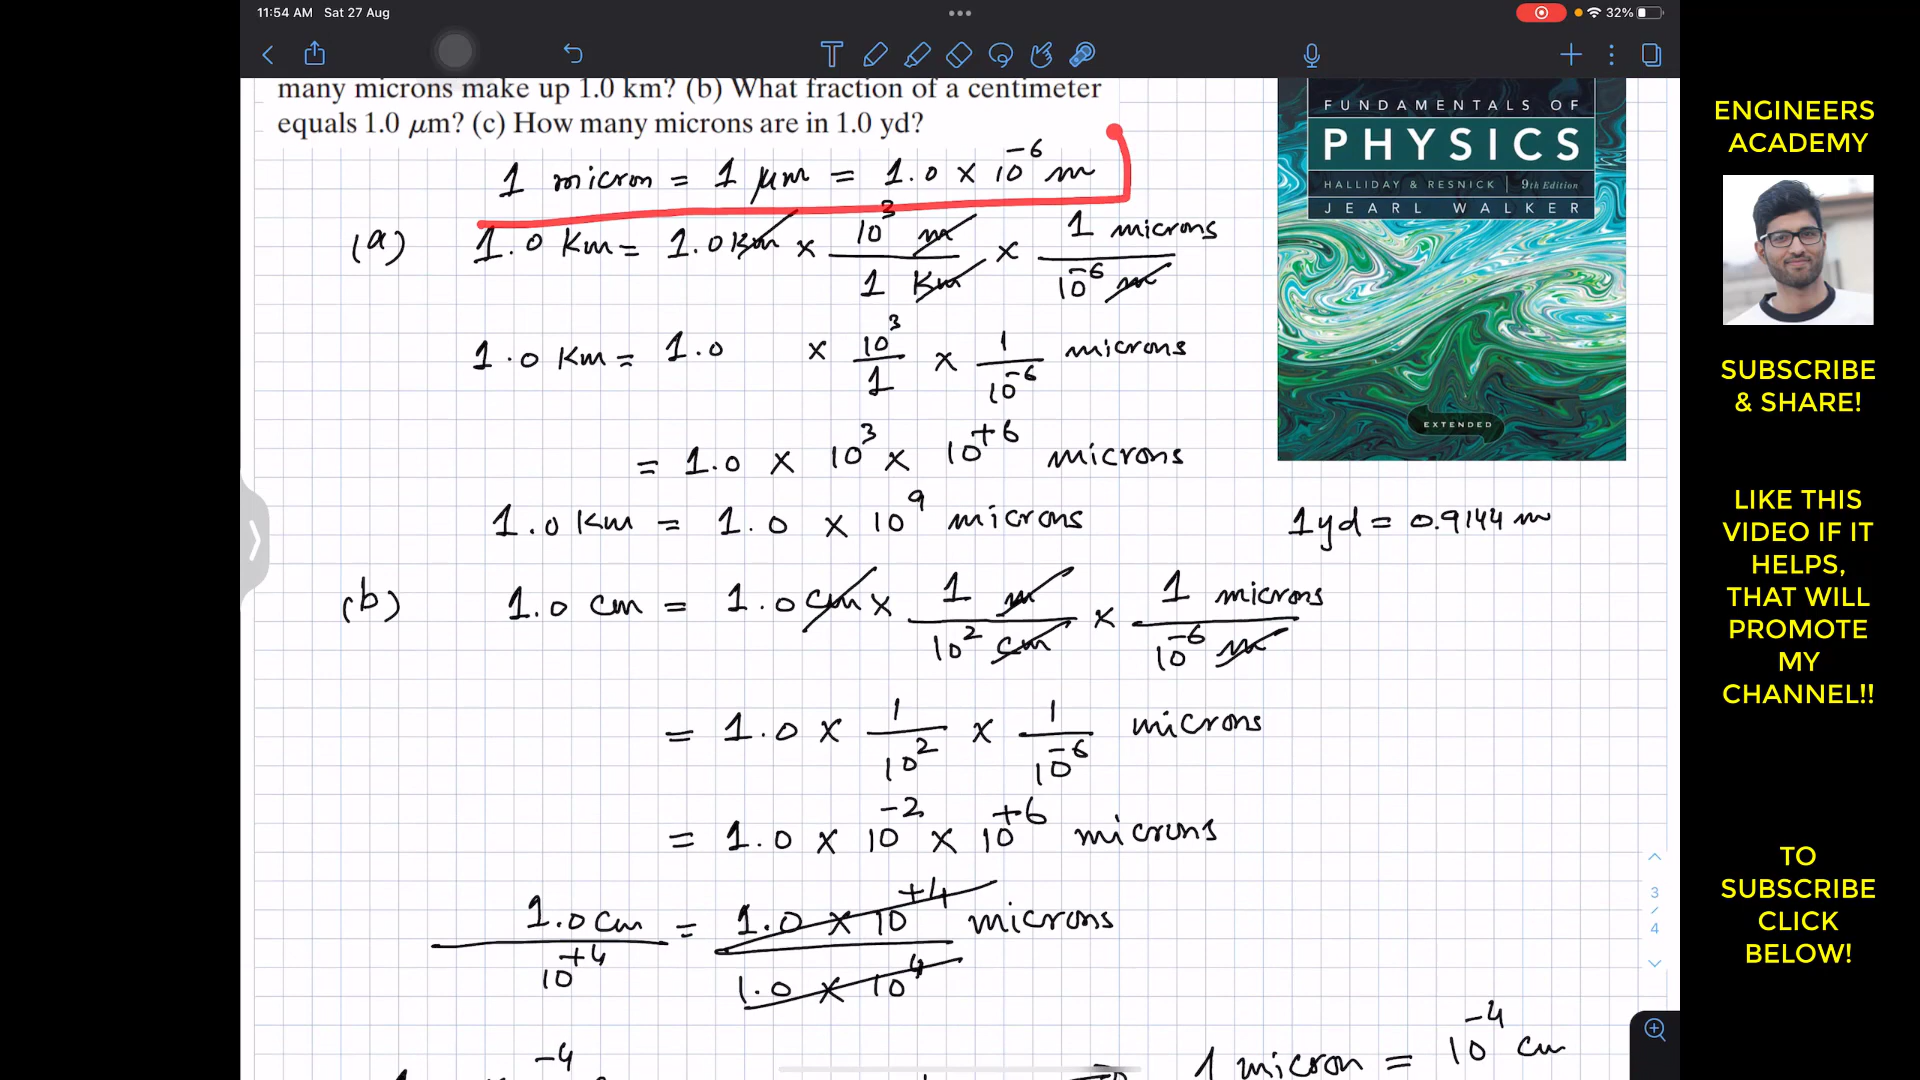 11:54 AM Sat 27 Aug
32%
many microns make up 1.0 km? (b) What fraction of a centimeter
equals 1.0 μm? (c) How many microns are in 1.0 yd?
1 micron = 1 μm = 1.0 × 10^-6 m
(a) 1.0 Km = 1.0 Km × 10^3 m / 1 Km × 1 microns / 10^-6 m
1.0 Km = 1.0 × 10^3 / 1 × 1 / 10^-6 microns
= 1.0 × 10^3 × 10^+6 microns
1.0 Km = 1.0 × 10^9 microns
1 yd = 0.9144 m
(b) 1.0 cm = 1.0 cm × 1 m / 10^2 cm × 1 microns / 10^-6 m
= 1.0 × 1 / 10^2 × 1 / 10^-6 microns
= 1.0 × 10^-2 × 10^+6 microns
1.0 cm / 10^+4 = 1.0 × 10^+4 / 1.0 × 10^4 microns
-4
1 micron = 10^-4 cm
FUNDAMENTALS OF
PHYSICS
HALLIDAY & RESNICK | 9th Edition
JEARL WALKER
EXTENDED
3
/
4
ENGINEERS
ACADEMY
SUBSCRIBE
& SHARE!
LIKE THIS
VIDEO IF IT
HELPS,
THAT WILL
PROMOTE
MY
CHANNEL!!
TO
SUBSCRIBE
CLICK
BELOW!